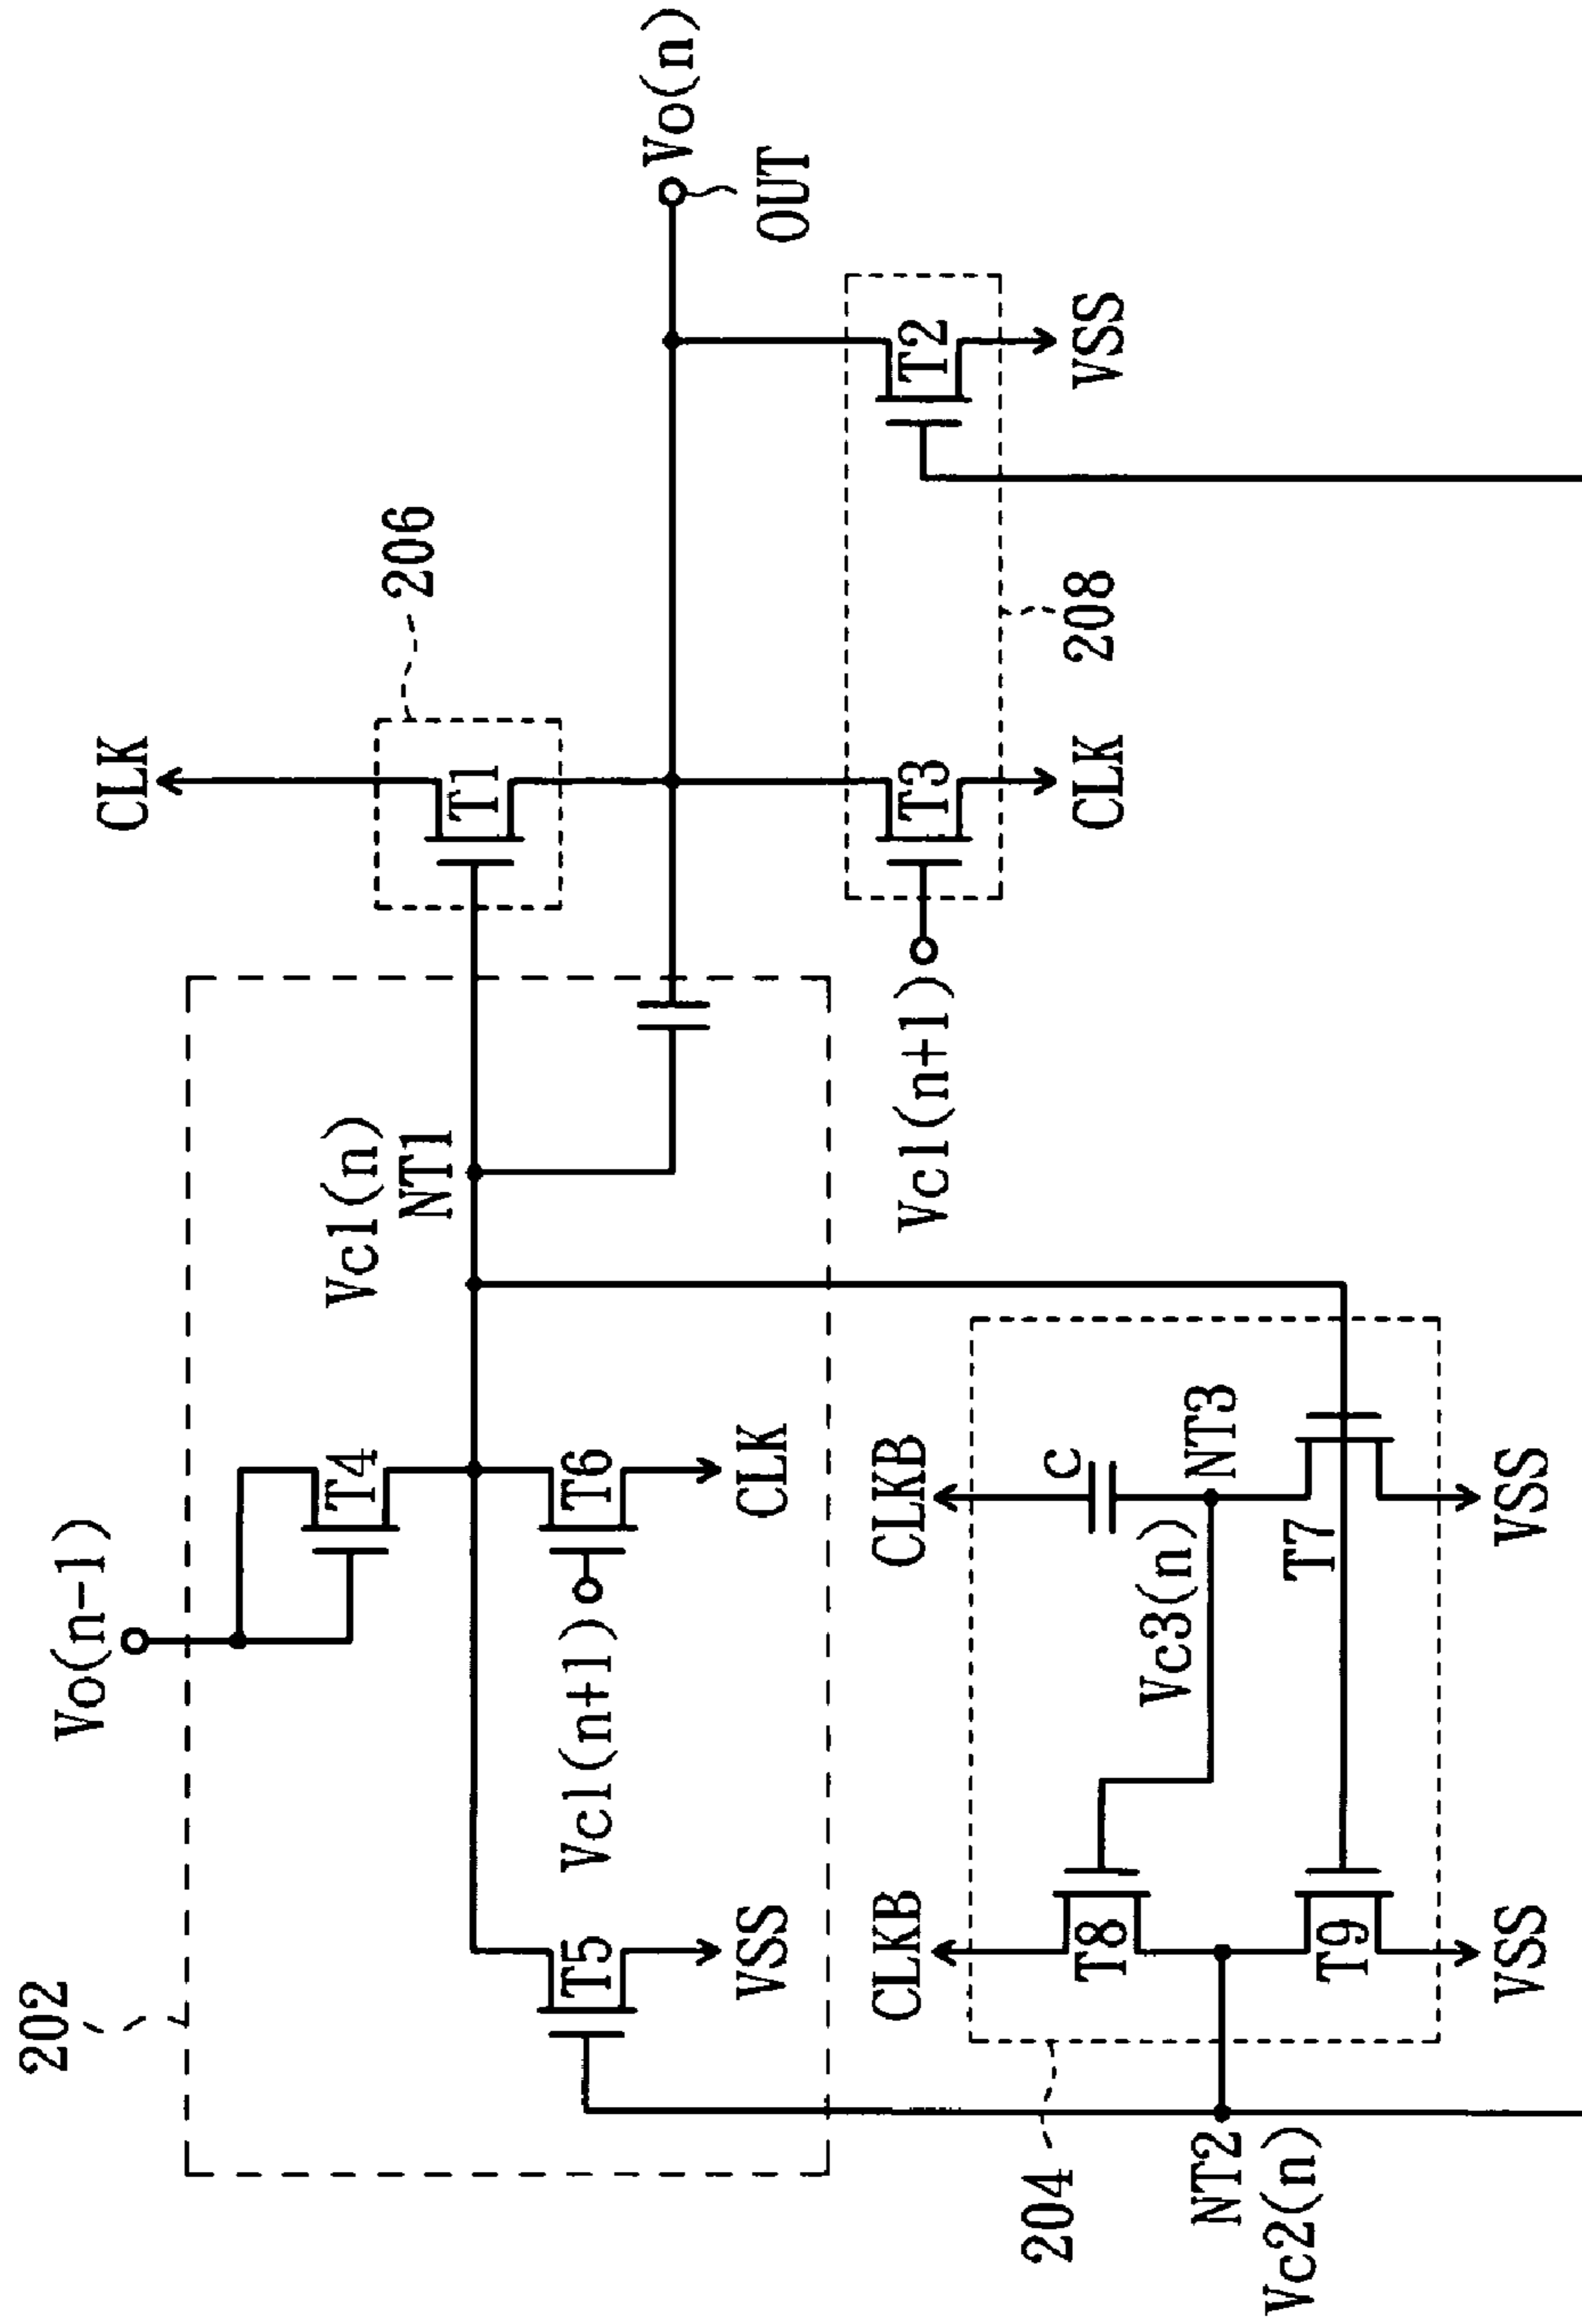 202
Vo(n-1)
CLK
T4
Vc1(n)
NT1
206
T1
T5
Vc1(n+1)
T6
Vo(n)
VSS
CLK
OUT
CLKB
CLKB
Vc1(n+1)
T3
T2
204
T8
C
CLK
208
VSS
Vc3(n)
NT3
NT2
Vc2(n)
T9
T7
VSS
VSS